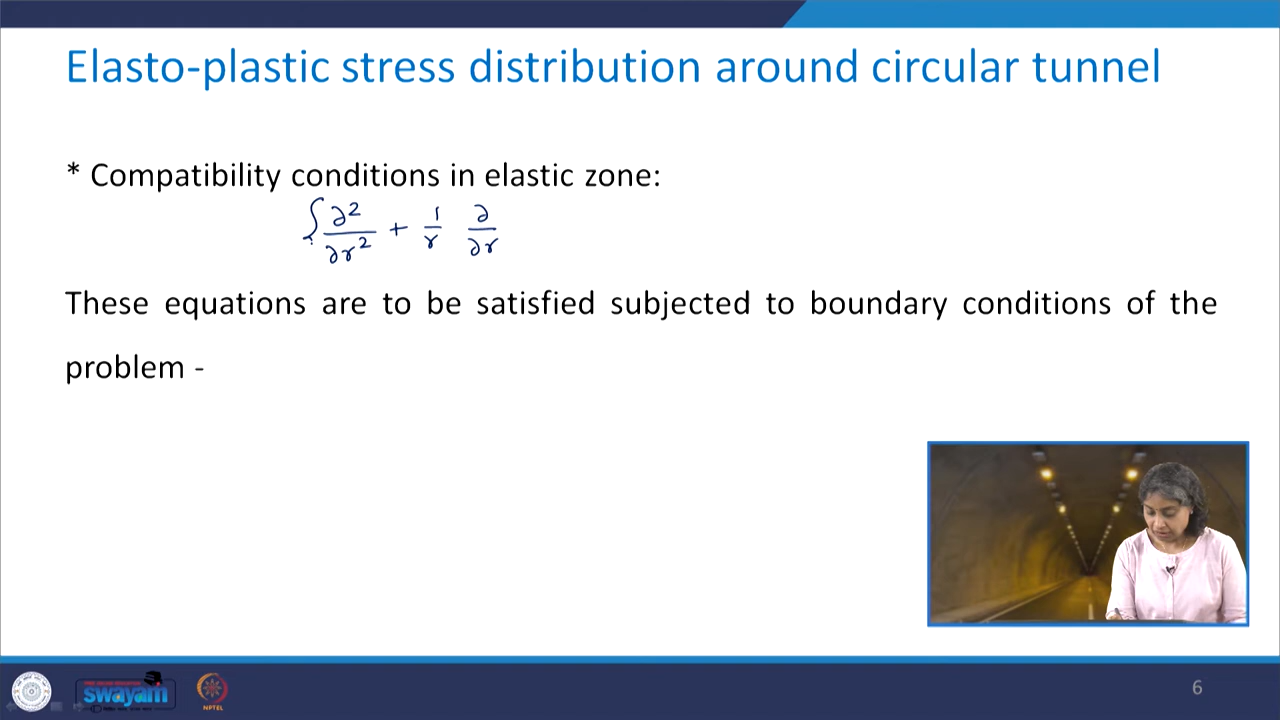 Elasto-plastic stress distribution around circular tunnel
* Compatibility conditions in elastic zone:
∫ ∂²/∂r² + 1/r ∂/∂r
These equations are to be satisfied subjected to boundary conditions of the
problem -
swayam
NPTEL
6